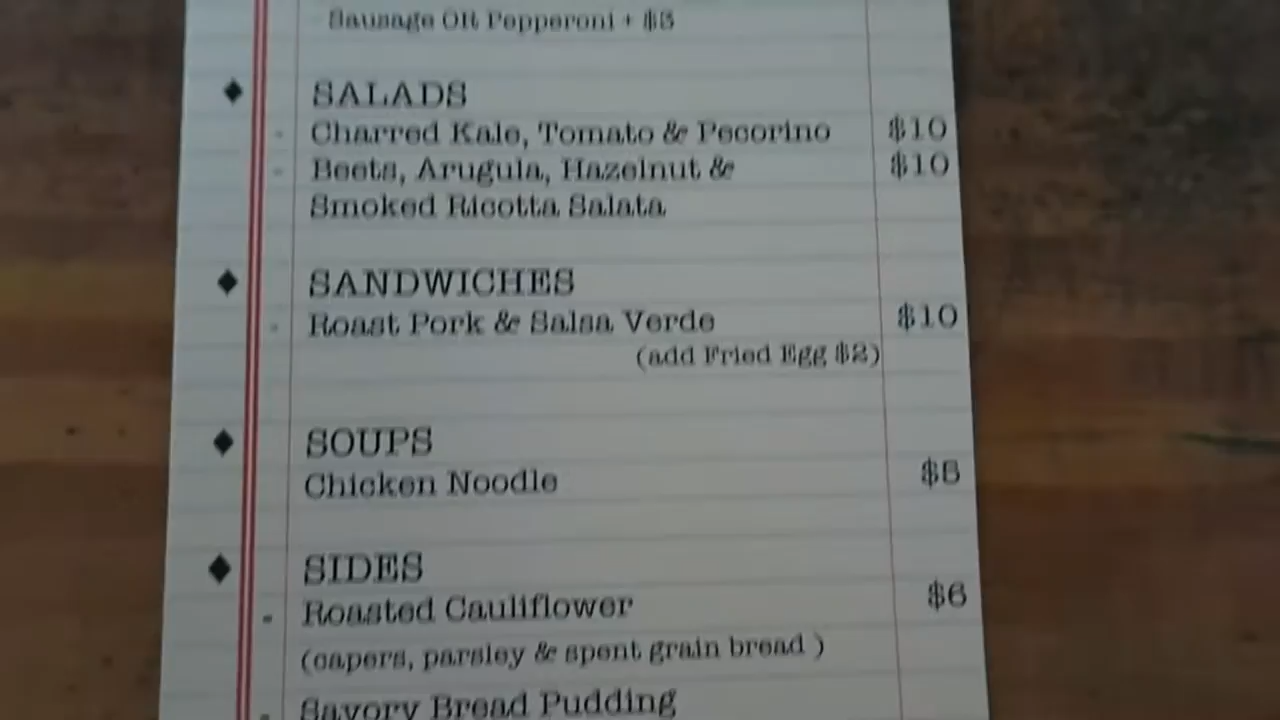 Sausage OR Pepperoni +
SALADS
- Charred Kale, Tomato & Pecorino $10
- Beets, Arugula, Hazelnut & $10
Smoked Ricotta Salata
SANDWICHES
- Roast Pork & Salsa Verde $10
(add Fried Egg $2)
SOUPS
Chicken Noodle
SIDES
- Roasted Cauliflower $6
(capers, parsley & spent grain bread )
- Savory Bread Pudding